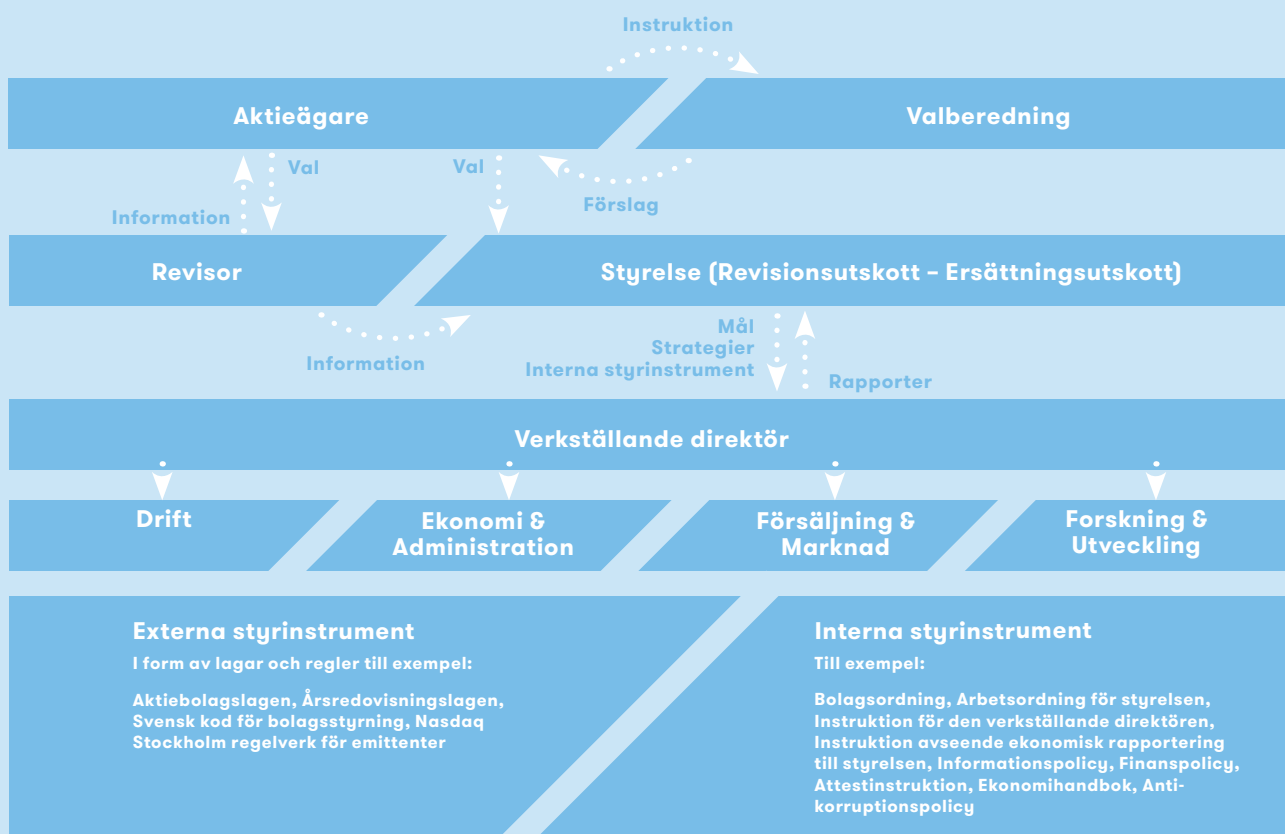 Instruktion
Aktieägare
Valberedning
Val
Val
Information
Förslag
Revisor
Styrelse (Revisionsutskott – Ersättningsutskott)
Information
Mål
Strategier
Interna styrinstrument
Rapporter
Verkställande direktör
Drift
Ekonomi &
Administration
Försäljning &
Marknad
Forskning &
Utveckling
Externa styrinstrument
I form av lagar och regler till exempel:
Aktiebolagslagen, Årsredovisningslagen,
Svensk kod för bolagsstyrning, Nasdaq
Stockholm regelverk för emittenter
Interna styrinstrument
Till exempel:
Bolagsordning, Arbetsordning för styrelsen,
Instruktion för den verkställande direktören,
Instruktion avseende ekonomisk rapportering
till styrelsen, Informationspolicy, Finanspolicy,
Attestinstruktion, Ekonomihandbok, Anti-
korruptionspolicy